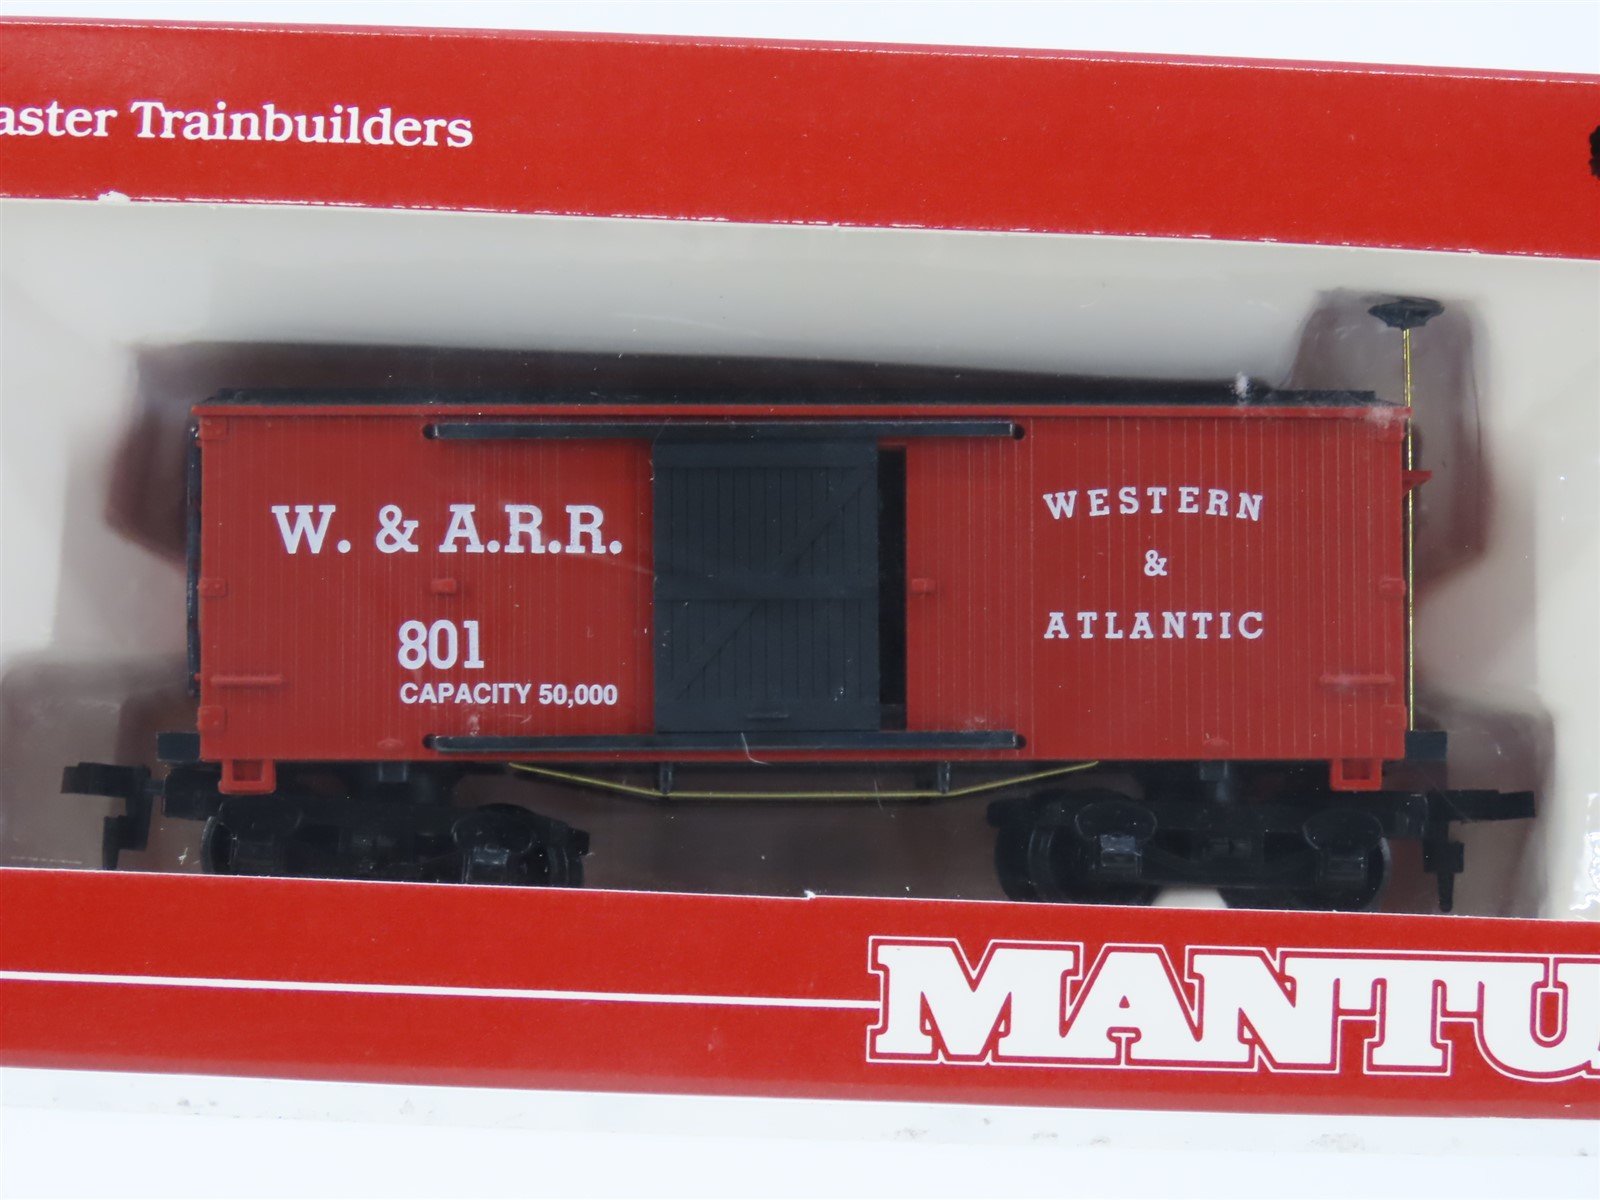 Trainbuilders
W. & A.R.R.
801
CAPACITY 50,000
WESTERN
&
ATLANTIC